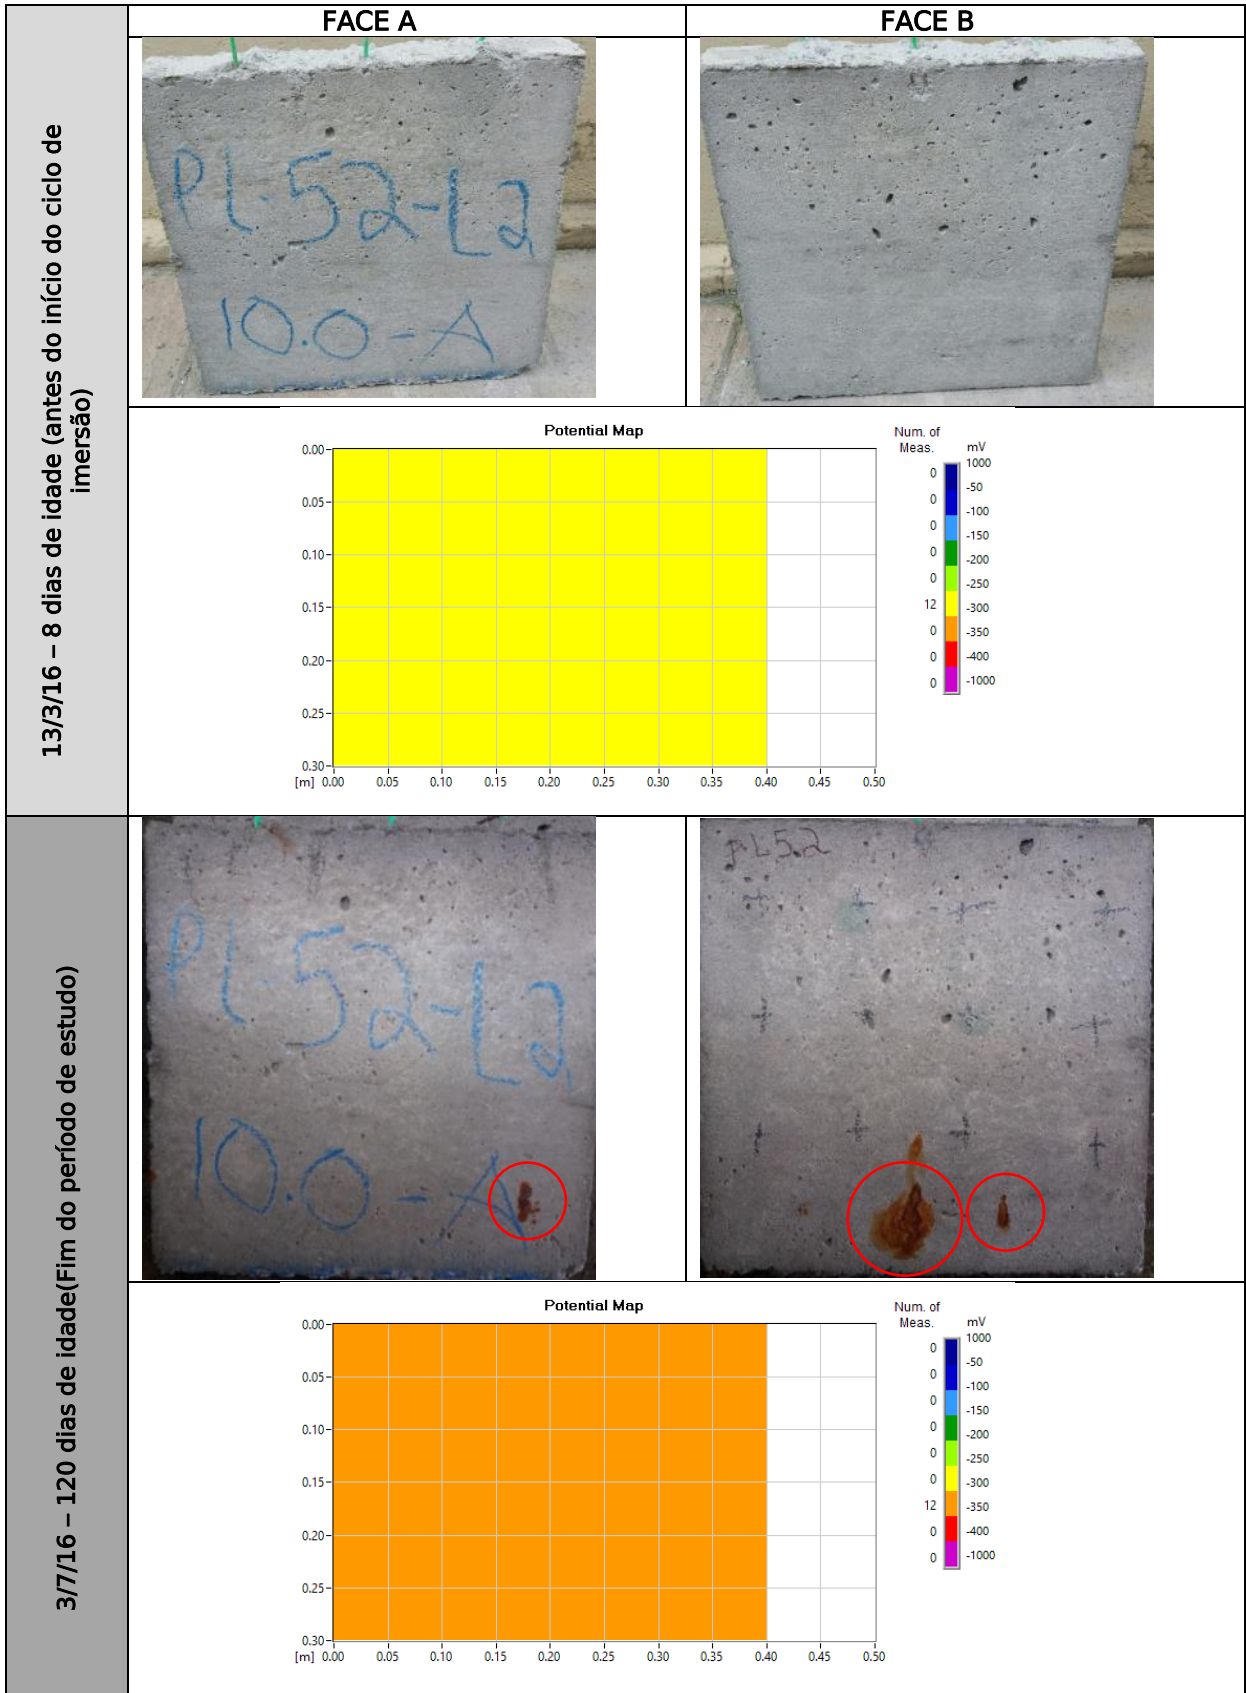 FACE A
FACE B
13/3/16 – 8 dias de idade (antes do início do ciclo de
imersão)
PL-52-L2
10.0-A
Potential Map
Num. of
Meas.
mV
0.00
0.05
0.10
0.15
0.20
0.25
0.30
[m] 0.00 0.05 0.10 0.15 0.20 0.25 0.30 0.35 0.40 0.45 0.50
0
0
0
0
0
12
0
0
0
1000
-50
-100
-150
-200
-250
-300
-350
-400
-1000
3/7/16 – 120 dias de idade(Fim do período de estudo)
PL-52-L2
10.0-A
PL5.2
Potential Map
Num. of
Meas.
mV
0.00
0.05
0.10
0.15
0.20
0.25
0.30
[m] 0.00 0.05 0.10 0.15 0.20 0.25 0.30 0.35 0.40 0.45 0.50
0
0
0
0
0
0
12
0
0
1000
-50
-100
-150
-200
-250
-300
-350
-400
-1000